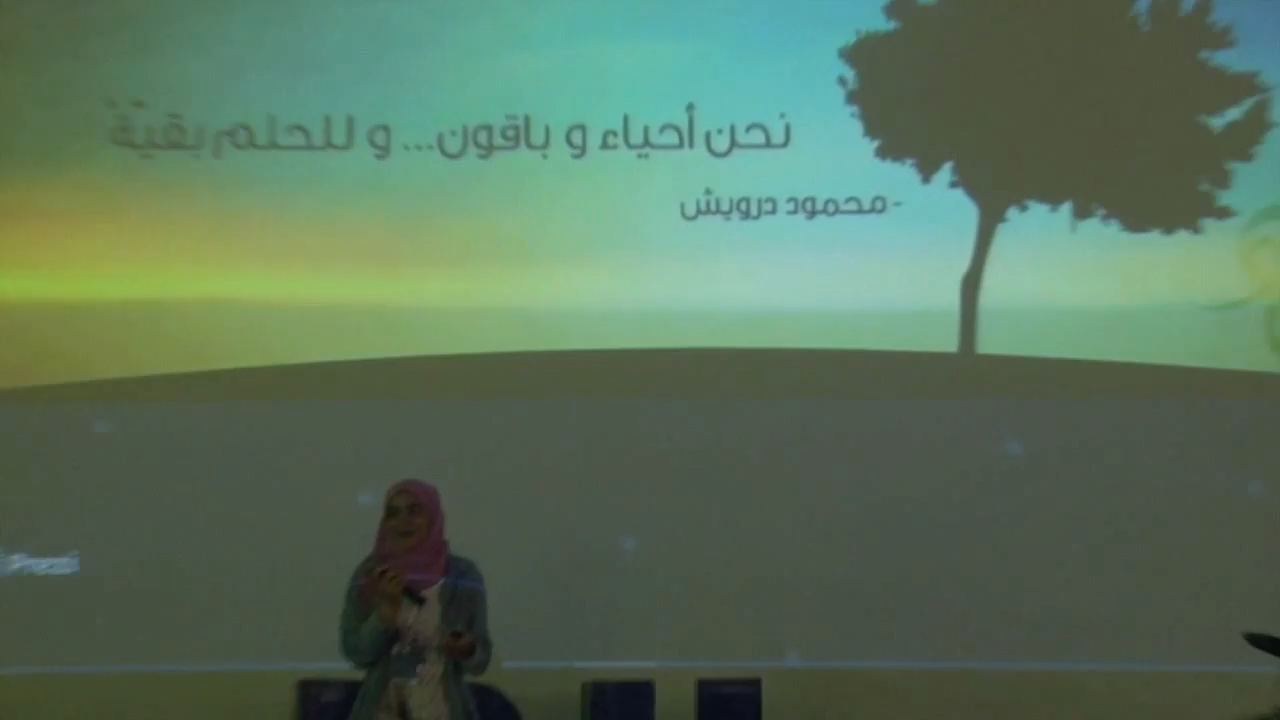 نحن أحياء و باقون... و للحلم بقية
-محمود درويش